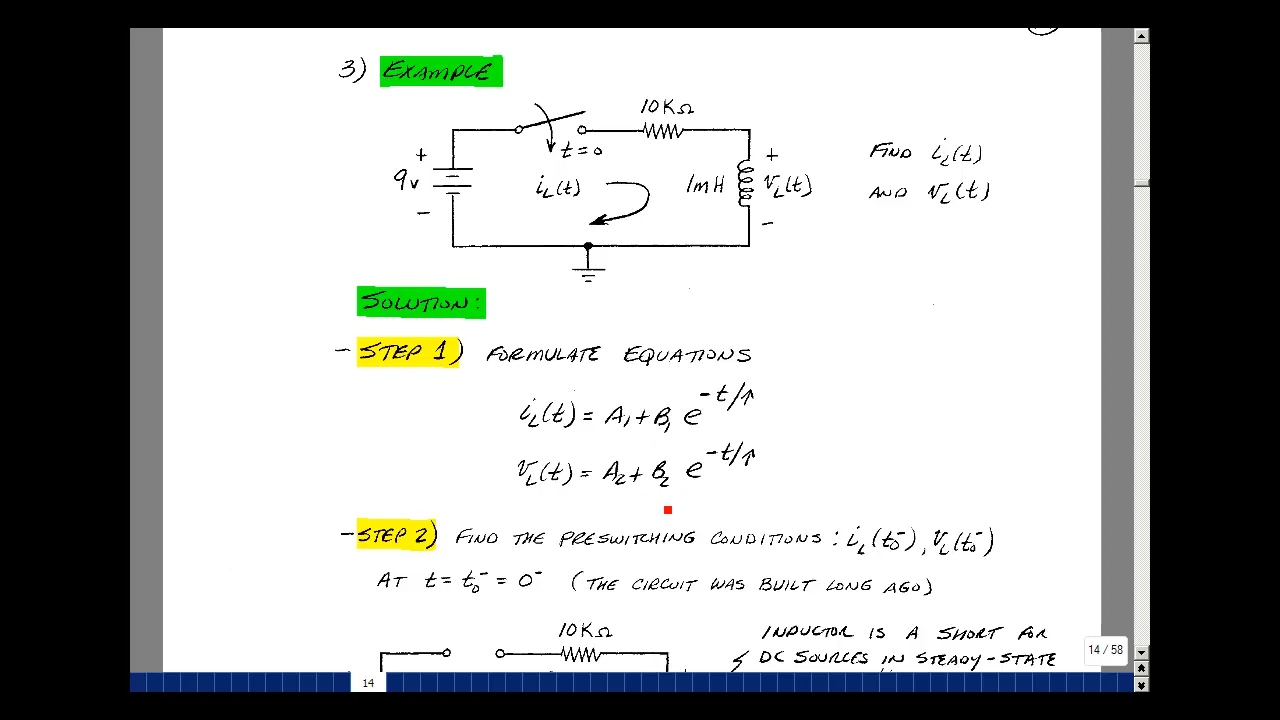 3) EXAMPLE
10KΩ
t=0
+
9v
−
iL(t)
1mH
+
vL(t)
−
FIND iL(t)
AND vL(t)
SOLUTION:
- STEP 1) FORMULATE EQUATIONS
iL(t) = A1 + B1 e^-t/τ
vL(t) = A2 + B2 e^-t/τ
- STEP 2) FIND THE PRESWITCHING CONDITIONS: iL(t0-), vL(t0-)
AT t = t0- = 0- (THE CIRCUIT WAS BUILT LONG AGO)
10KΩ
INDUCTOR IS A SHORT FOR
DC SOURCES IN STEADY-STATE
14 / 58
14